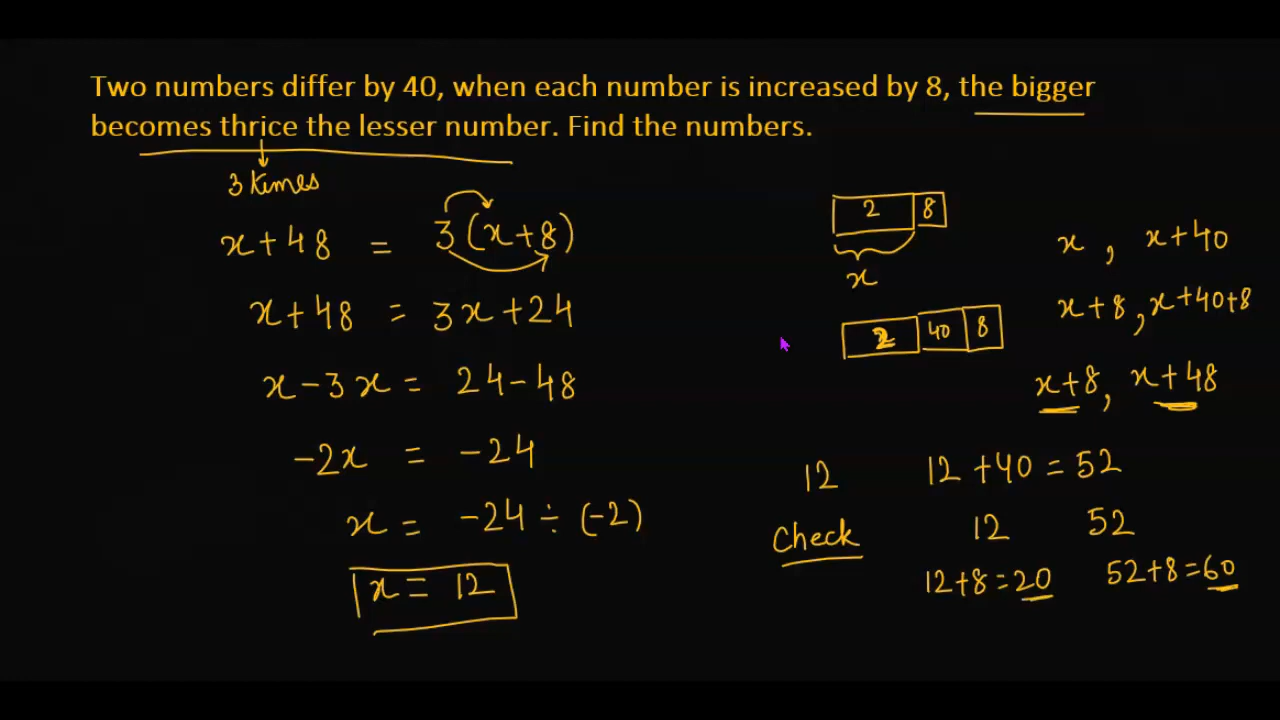 Two numbers differ by 40, when each number is increased by 8, the bigger
becomes thrice the lesser number. Find the numbers.
3 times
x+48 = 3(x+8)
x+48 = 3x+24
x-3x = 24-48
-2x = -24
x = -24 ÷ (-2)
x = 12
2 8
x
2 40 8
x, x+40
x+8, x+40+8
x+8, x+48
12 12+40=52
Check 12 52
12+8=20 52+8=60